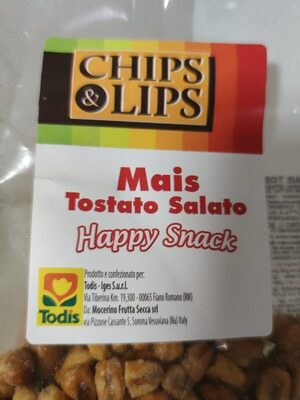 CHIPS
& LIPS
Mais
Tostato Salato
Happy Snack
Todis
Prodotto e confezionato per:
Todis - Iges S.u.r.l.
Via Tiberina Km. 19,300 - 00065 Fiano Romano (RM)
Da: Mocerino Frutta Secca srl
via Pizzone Cassante 5, Somma Vesuviana (Na) Italy